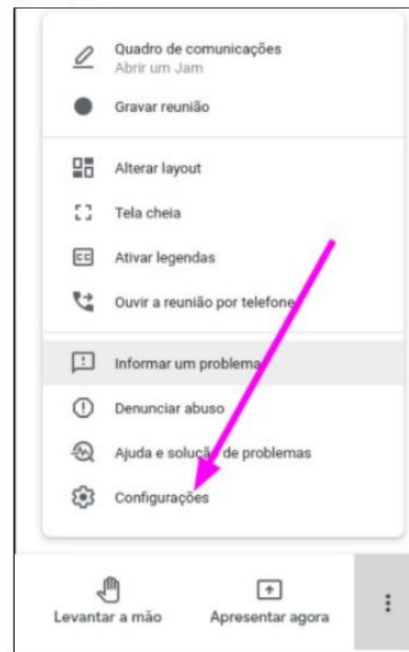 Quadro de comunicações
Abrir um Jam
Gravar reunião
Alterar layout
Tela cheia
Ativar legendas
Ouvir a reunião por telefone
Informar um problema
Denunciar abuso
Ajuda e solução de problemas
Configurações
Levantar a mão
Apresentar agora